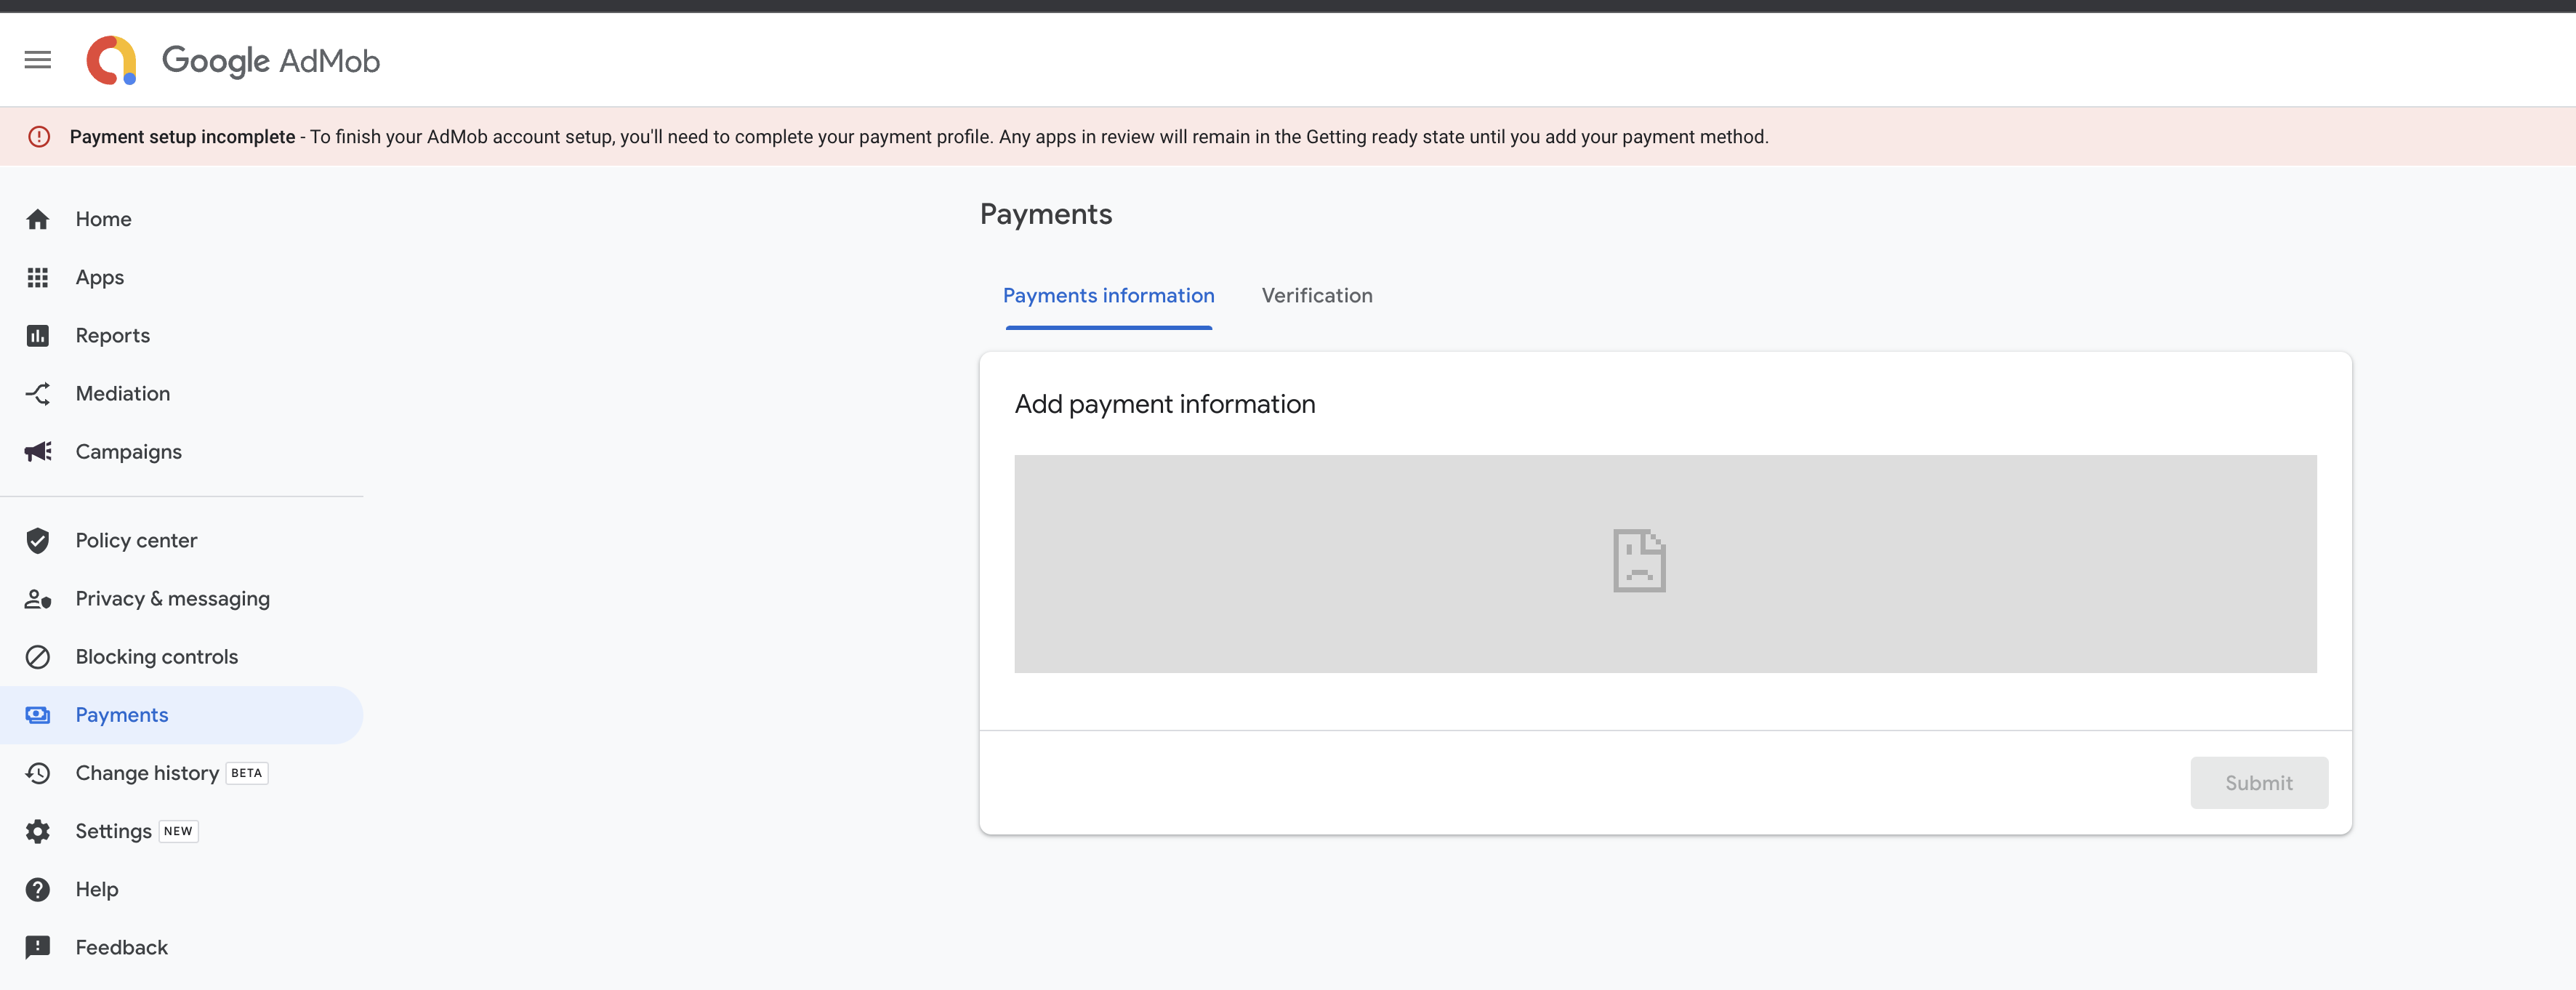 Google AdMob
Payment setup incomplete - To finish your AdMob account setup, you'll need to complete your payment profile. Any apps in review will remain in the Getting ready state until you add your payment method.
Home
Apps
Reports
Mediation
Campaigns
Policy center
Privacy & messaging
Blocking controls
Payments
Change history BETA
Settings NEW
Help
Feedback
Payments
Payments information Verification
Add payment information
Submit